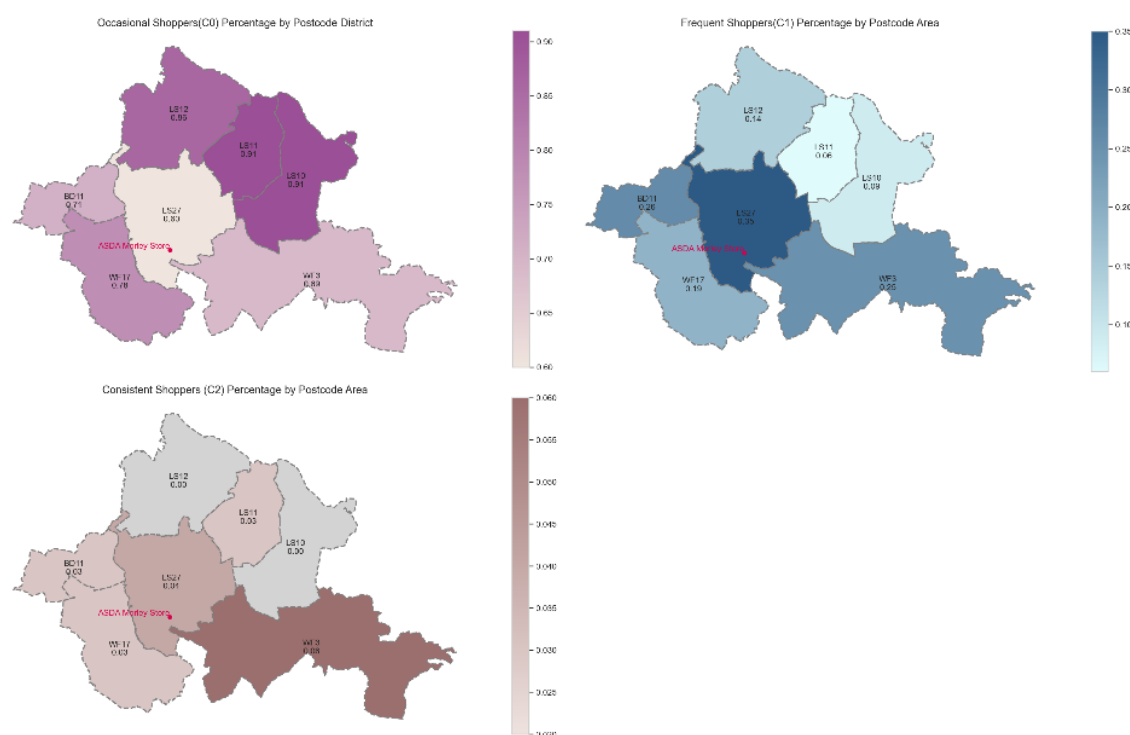 Occasional Shoppers(C0) Percentage by Postcode District
LS12
0.86
LS11
0.91
LS10
0.91
BD11
0.71
LS27
0.60
ASDA Morley Store
WF17
0.78
WF3
0.69
0.90
0.85
0.80
0.75
0.70
0.65
0.60
Frequent Shoppers(C1) Percentage by Postcode Area
LS12
0.14
LS11
0.06
LS10
0.09
BD11
0.26
LS27
0.35
ASDA Morley Store
WF17
0.19
WF3
0.35
0.30
0.25
0.20
0.15
0.10
Consistent Shoppers (C2) Percentage by Postcode Area
LS12
0.00
LS11
0.03
LS10
0.00
BD11
0.03
LS27
0.04
ASDA Morley Store
WF17
0.03
WF3
0.06
0.060
0.055
0.050
0.045
0.040
0.035
0.030
0.025
0.020